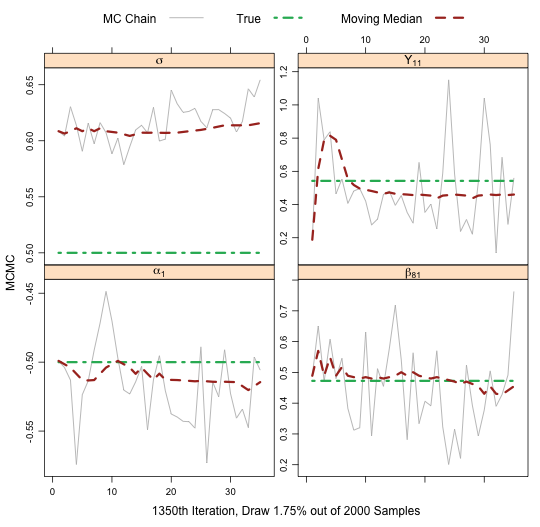 MC Chain True Moving Median
0 10 20 30
σ Υ₁₁
0.50 0.55 0.60 0.65
0.2 0.4 0.6 0.8 1.0 1.2
α₁ β₈₁
-0.55 -0.50 -0.45
0.2 0.3 0.4 0.5 0.6 0.7
MCMC
0 10 20 30
1350th Iteration, Draw 1.75% out of 2000 Samples